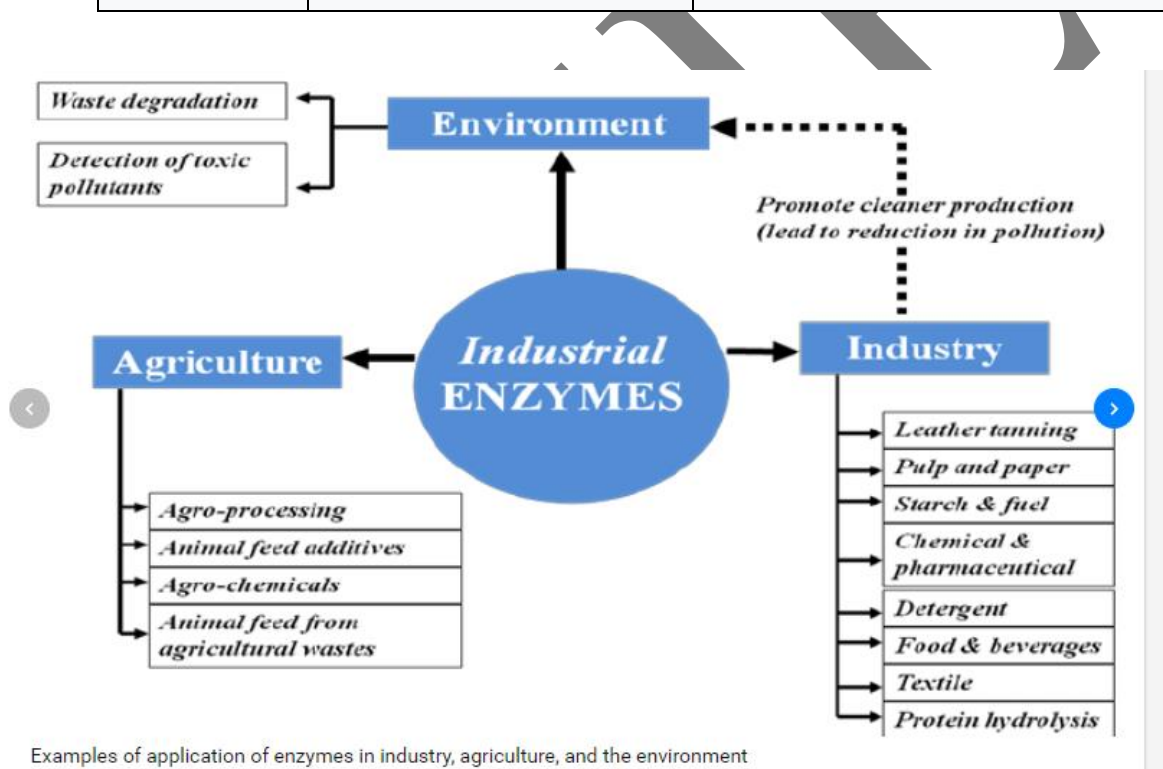 Waste degradation
Detection of toxic
pollutants
Environment
Promote cleaner production
(lead to reduction in pollution)
Industrial
ENZYMES
Agriculture
Agro-processing
Animal feed additives
Agro-chemicals
Animal feed from
agricultural wastes
Industry
Leather tanning
Pulp and paper
Starch & fuel
Chemical &
pharmaceutical
Detergent
Food & beverages
Textile
Protein hydrolysis
Examples of application of enzymes in industry, agriculture, and the environment